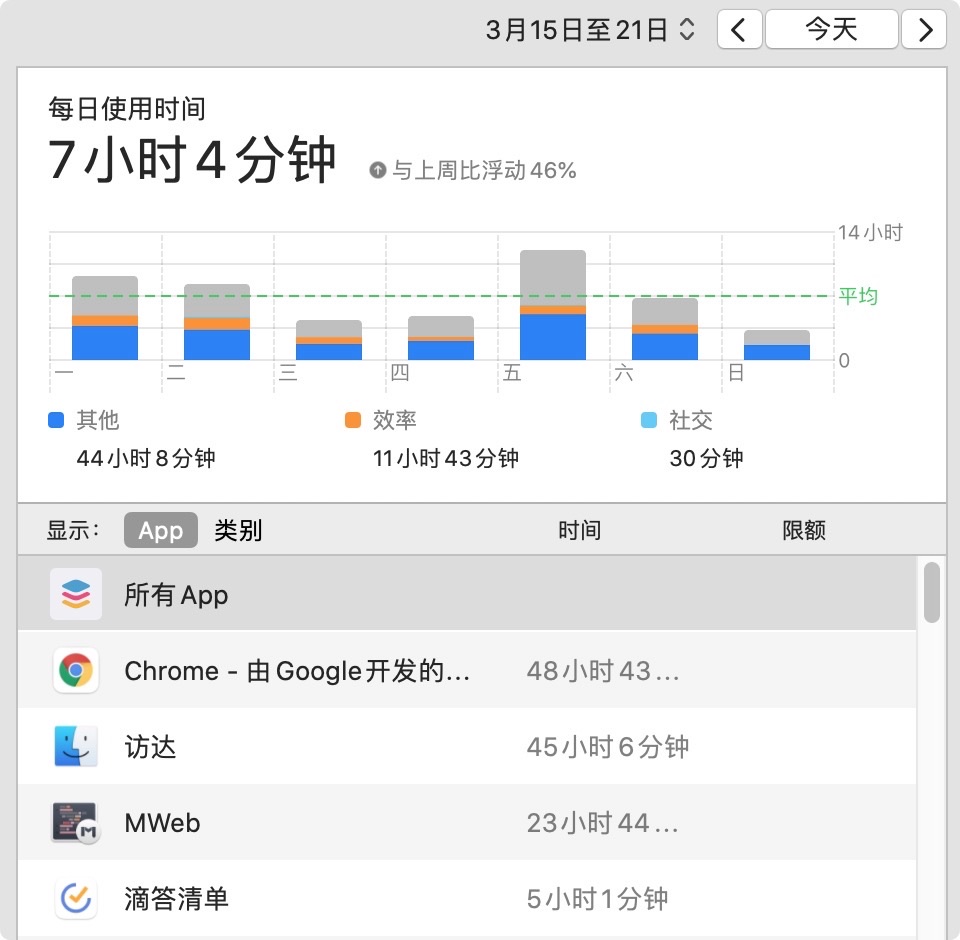 3月15日至21日 今天
每日使用时间
7小时4分钟 与上周比浮动46%
14小时
平均
0
一 二 三 四 五 六 日
其他 效率 社交
44小时8分钟 11小时43分钟 30分钟
显示： App 类别 时间 限额
所有App
Chrome - 由Google开发的… 48小时43…
访达 45小时6分钟
MWeb 23小时44…
滴答清单 5小时1分钟